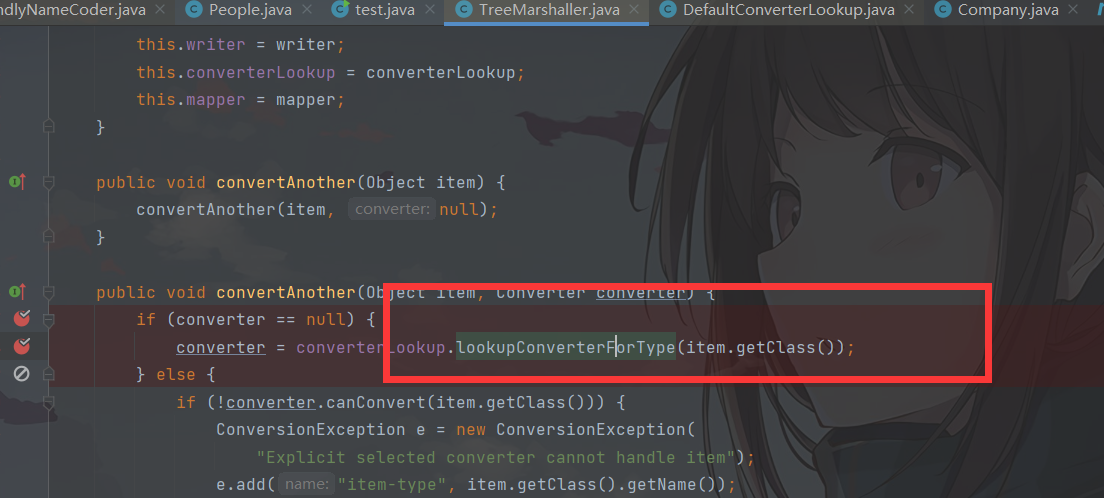 ndlyNameCoder.java People.java test.java TreeMarshaller.java DefaultConverterLookup.java Company.java
this.writer = writer;
this.converterLookup = converterLookup;
this.mapper = mapper;
}
public void convertAnother(Object item) {
convertAnother(item, converter: null);
}
public void convertAnother(Object item, Converter converter) {
if (converter == null) {
converter = converterLookup.lookupConverterForType(item.getClass());
} else {
if (!converter.canConvert(item.getClass())) {
ConversionException e = new ConversionException(
"Explicit selected converter cannot handle item");
e.add( name: "item-type", item.getClass().getName());